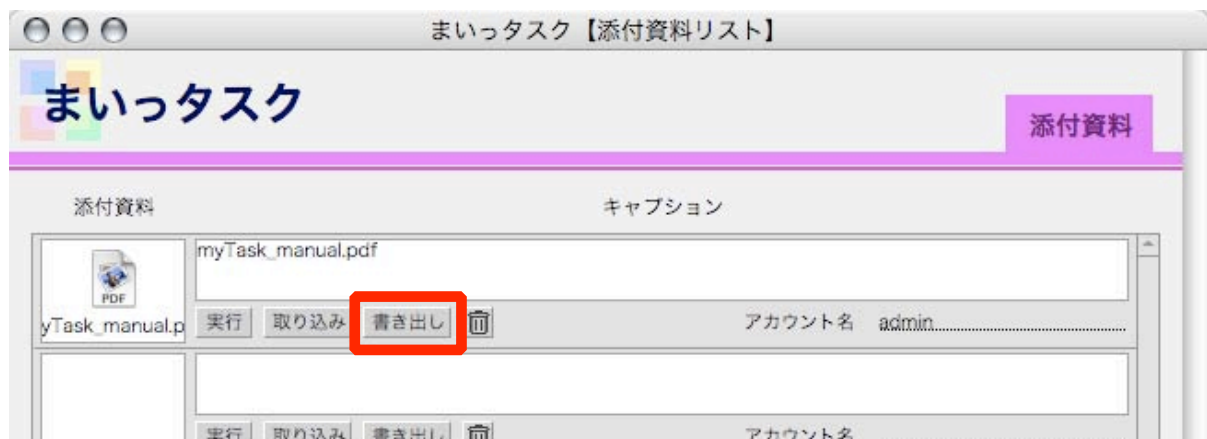 まいっタスク【添付資料リスト】
まいっタスク
添付資料
添付資料 キャプション
myTask_manual.pdf
PDF
yTask_manual.p 実行 取り込み 書き出し アカウント名 admin
実行 取り込み 書き出し アカウント名